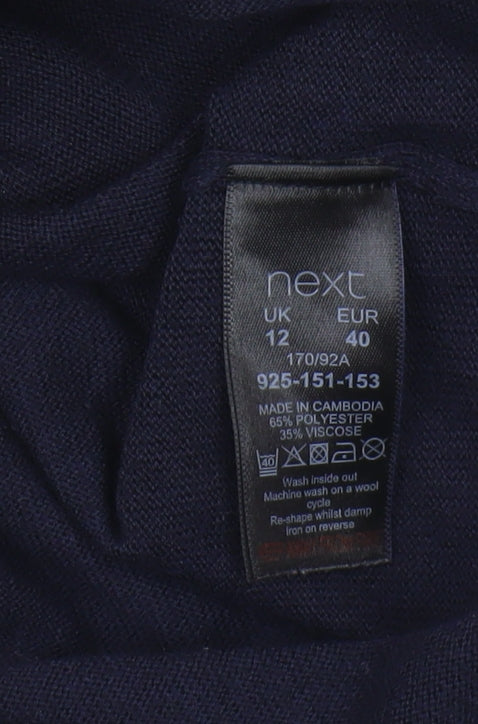 next
UK EUR
12 40
170/92A
925-151-153
MADE IN CAMBODIA
65% POLYESTER
35% VISCOSE
40
Wash inside out
Machine wash on a wool
cycle
Re-shape whilst damp
iron on reverse